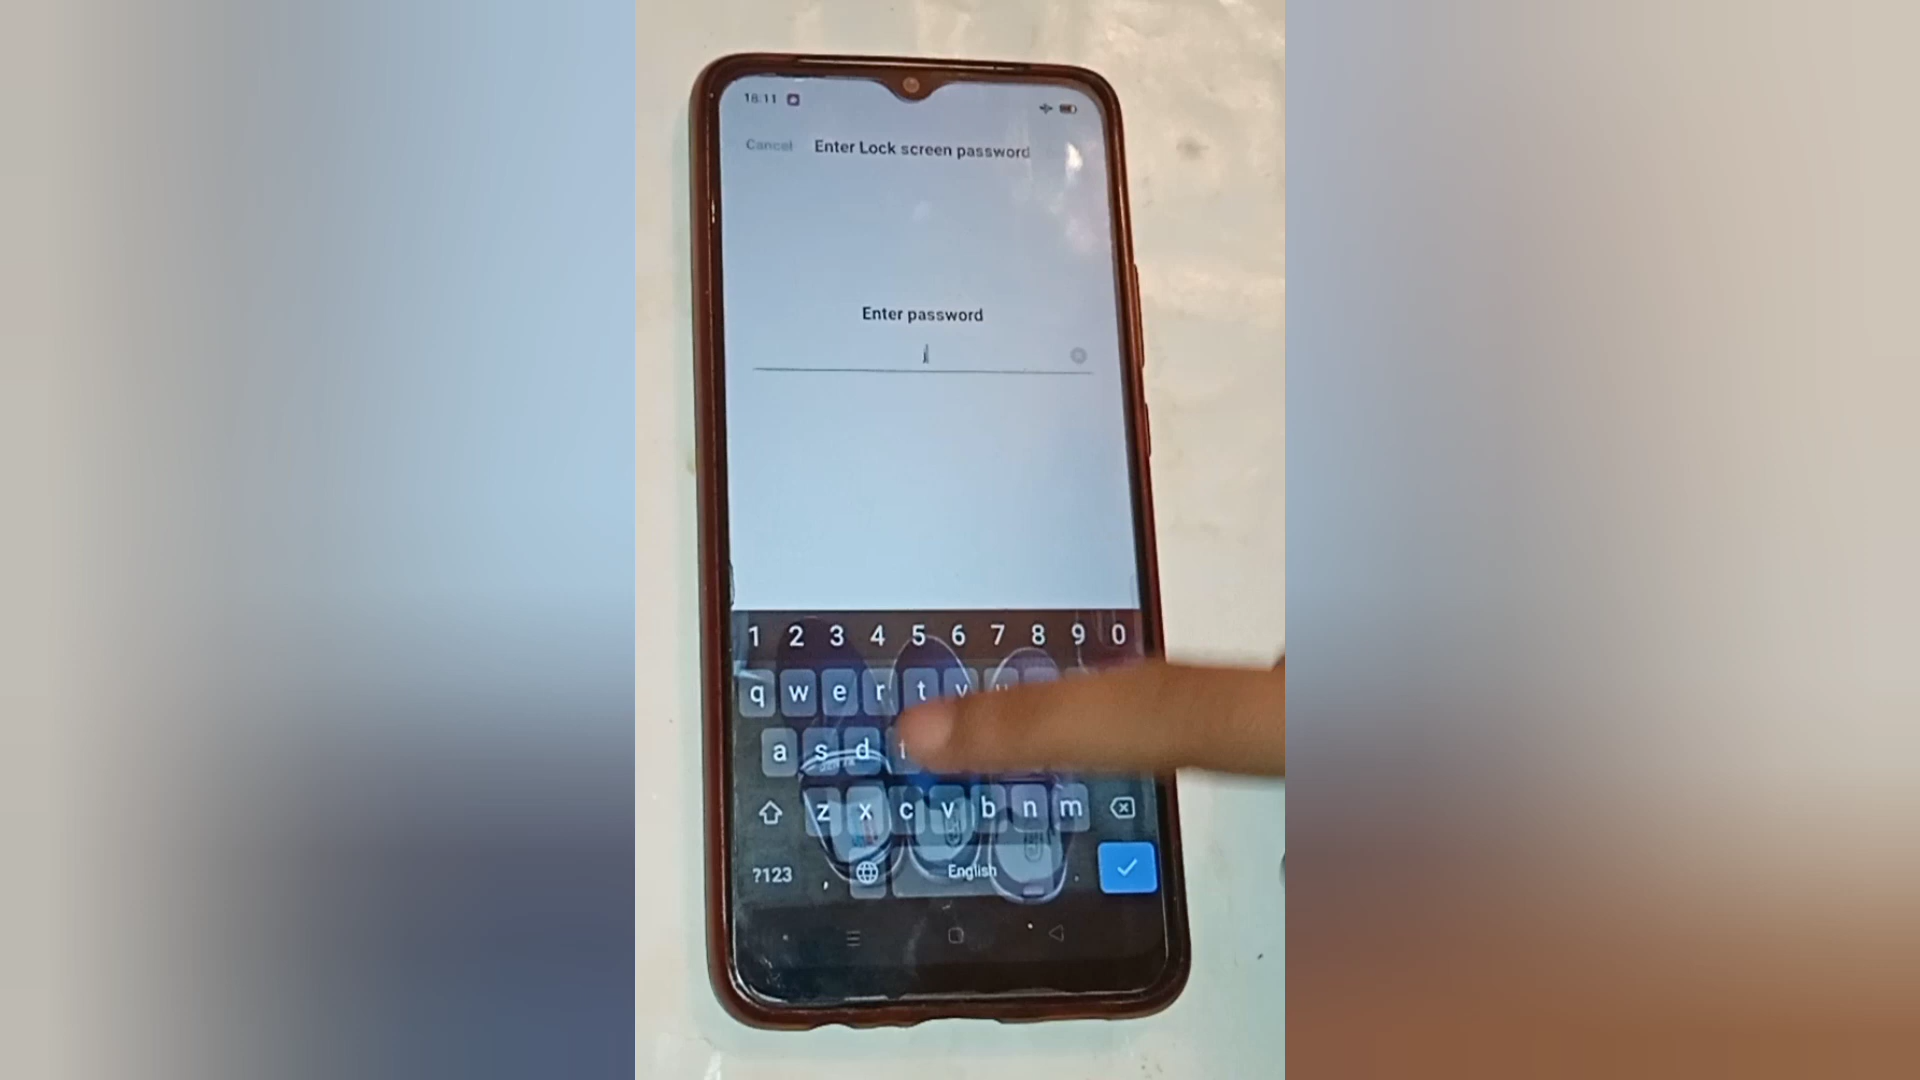 18:11
Cancel Enter Lock screen password
Enter password
1 2 3 4 5 6 7 8 9 0
q w e r t y
a s d f
z x c v b n m
?123 , English .